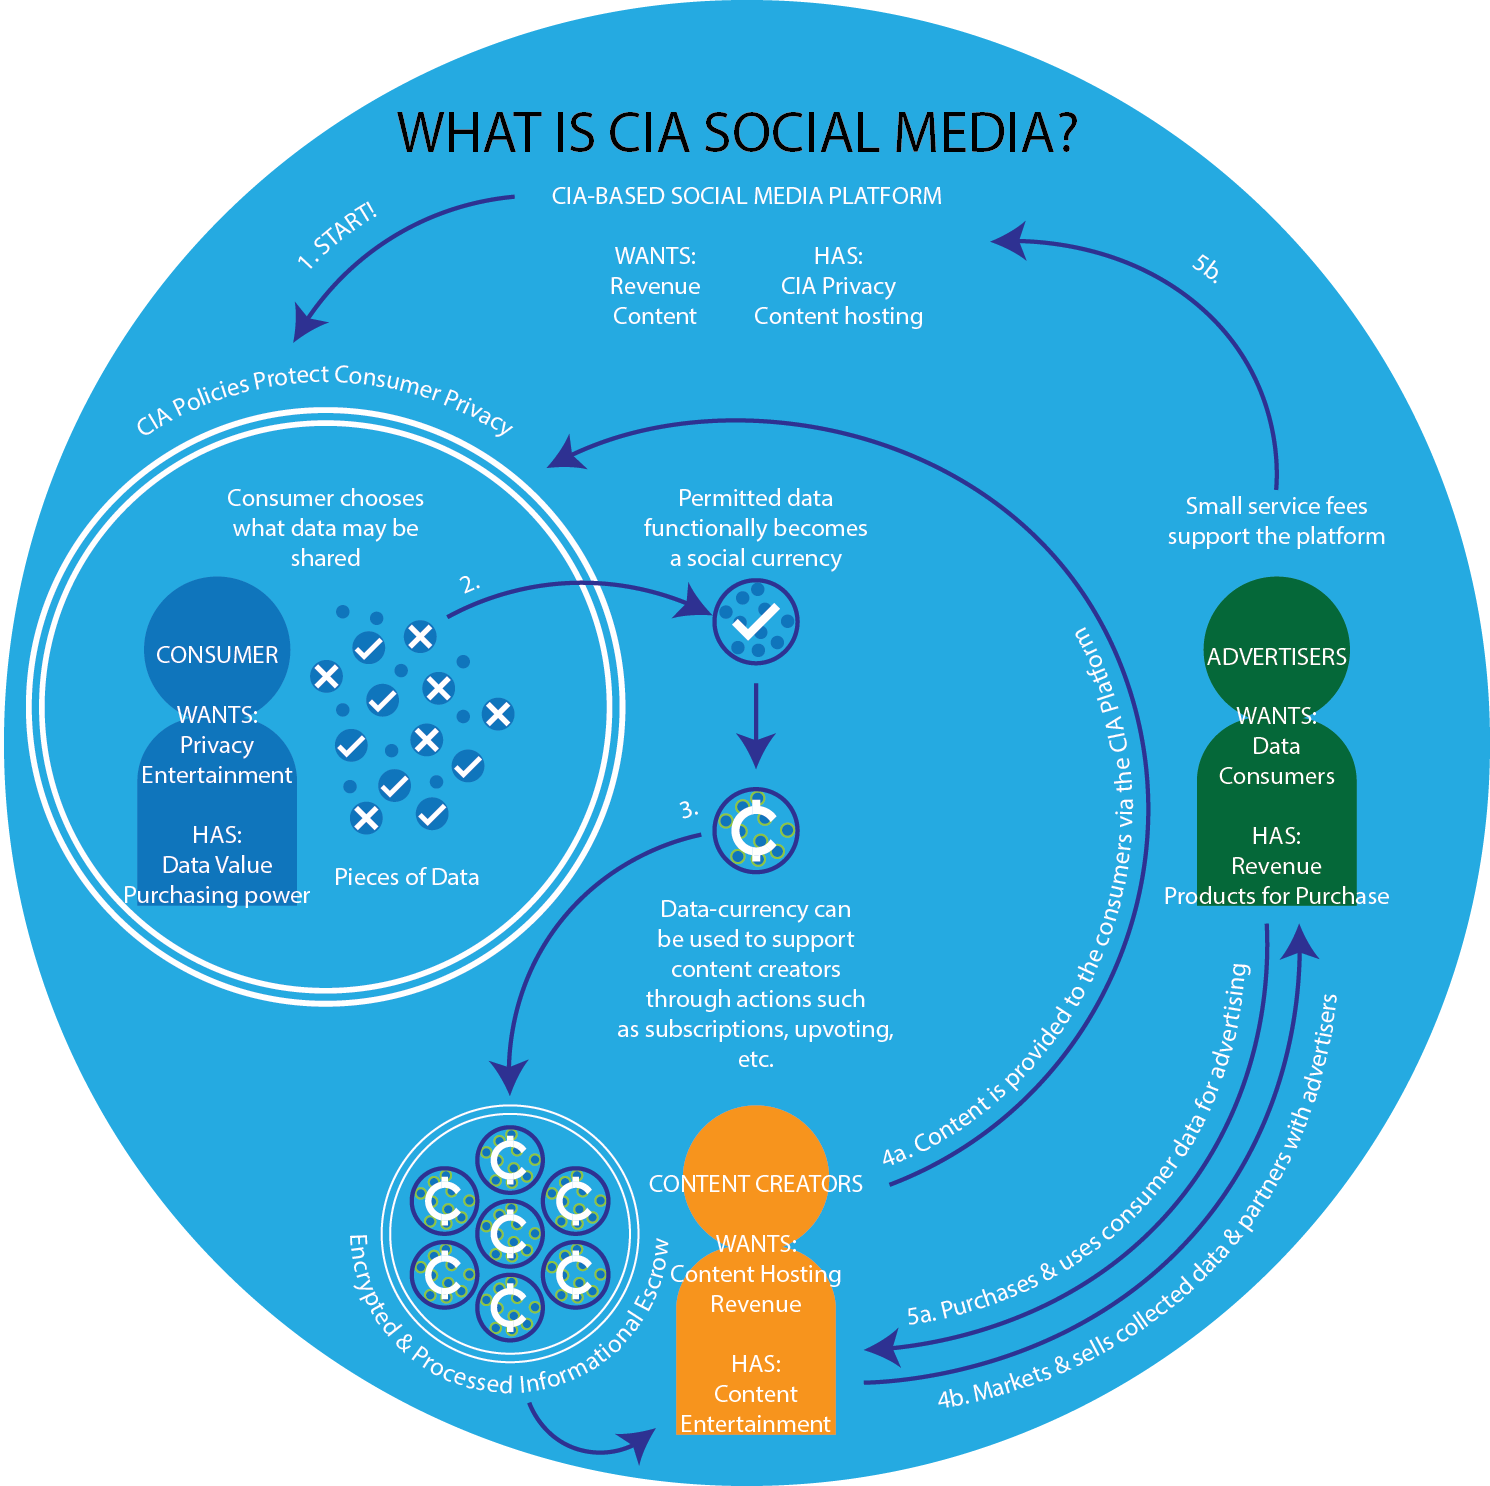 WHAT IS CIA SOCIAL MEDIA?
CIA-BASED SOCIAL MEDIA PLATFORM
WANTS:
Revenue
Content
HAS:
CIA Privacy
Content hosting
1. START!
CIA Policies Protect Consumer Privacy
Consumer chooses
what data may be
shared
CONSUMER
WANTS:
Privacy
Entertainment
HAS:
Data Value
Purchasing power
Pieces of Data
2.
Permitted data
functionally becomes
a social currency
3.
Data-currency can
be used to support
content creators
through actions such
as subscriptions, upvoting,
etc.
Encrypted & Processed Informational Escrow
CONTENT CREATORS
WANTS:
Content Hosting
Revenue
HAS:
Content
Entertainment
4a. Content is provided to the consumers via the CIA Platform
4b. Markets & sells collected data & partners with advertisers
5a. Purchases & uses consumer data for advertising
ADVERTISERS
WANTS:
Data
Consumers
HAS:
Revenue
Products for Purchase
Small service fees
support the platform
5b.